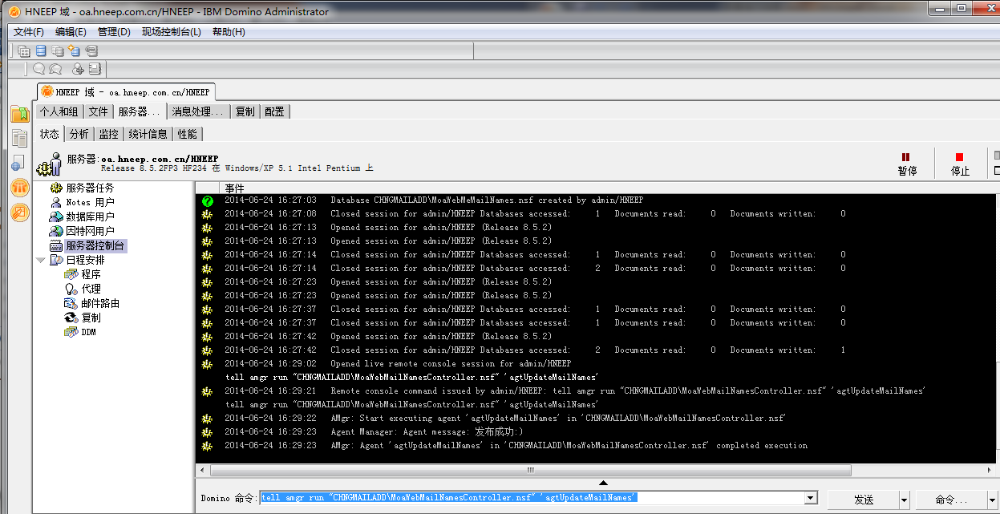 HNEEP 域 - oa.hneep.com.cn/HNEEP - IBM Domino Administrator
文件(F) 编辑(E) 管理(D) 现场控制台(L) 帮助(H)
HNEEP 域 - oa.hneep.com.cn/HNEEP
个人和组 文件 服务器... 消息处理... 复制 配置
状态 分析 监控 统计信息 性能
服务器: oa.hneep.com.cn/HNEEP
Release 8.5.2FP3 HF234 在 Windows/XP 5.1 Intel Pentium 上
暂停 停止
服务器任务
Notes 用户
数据库用户
因特网用户
服务器控制台
日程安排
程序
代理
邮件路由
复制
DDM
事件
2014-06-24 16:27:03 Database CHNGMAILADD\MoaWebMeMailNames.nsf created by admin/HNEEP
2014-06-24 16:27:08 Closed session for admin/HNEEP Databases accessed: 1 Documents read: 0 Documents written: 0
2014-06-24 16:27:13 Opened session for admin/HNEEP (Release 8.5.2)
2014-06-24 16:27:13 Opened session for admin/HNEEP (Release 8.5.2)
2014-06-24 16:27:14 Closed session for admin/HNEEP Databases accessed: 1 Documents read: 0 Documents written: 0
2014-06-24 16:27:14 Closed session for admin/HNEEP Databases accessed: 2 Documents read: 0 Documents written: 0
2014-06-24 16:27:23 Opened session for admin/HNEEP (Release 8.5.2)
2014-06-24 16:27:23 Opened session for admin/HNEEP (Release 8.5.2)
2014-06-24 16:27:37 Closed session for admin/HNEEP Databases accessed: 1 Documents read: 0 Documents written: 0
2014-06-24 16:27:37 Closed session for admin/HNEEP Databases accessed: 1 Documents read: 0 Documents written: 0
2014-06-24 16:27:42 Opened session for admin/HNEEP (Release 8.5.2)
2014-06-24 16:27:42 Closed session for admin/HNEEP Databases accessed: 2 Documents read: 0 Documents written: 1
2014-06-24 16:29:02 Opened live remote console session for admin/HNEEP
tell amgr run "CHNGMAILADD\MoaWebMailNamesController.nsf" 'agtUpdateMailNames'
2014-06-24 16:29:21 Remote console command issued by admin/HNEEP: tell amgr run "CHNGMAILADD\MoaWebMailNamesController.nsf" 'agtUpdateMailNames'
tell amgr run "CHNGMAILADD\MoaWebMailNamesController.nsf" 'agtUpdateMailNames'
2014-06-24 16:29:22 AMgr: Start executing agent 'agtUpdateMailNames' in 'CHNGMAILADD\MoaWebMailNamesController.nsf'
2014-06-24 16:29:23 Agent Manager: Agent message: 发布成功:)
2014-06-24 16:29:23 AMgr: Agent 'agtUpdateMailNames' in 'CHNGMAILADD\MoaWebMailNamesController.nsf' completed execution
Domino 命令: tell amgr run "CHNGMAILADD\MoaWebMailNamesController.nsf" 'agtUpdateMailNames' 发送 命令...